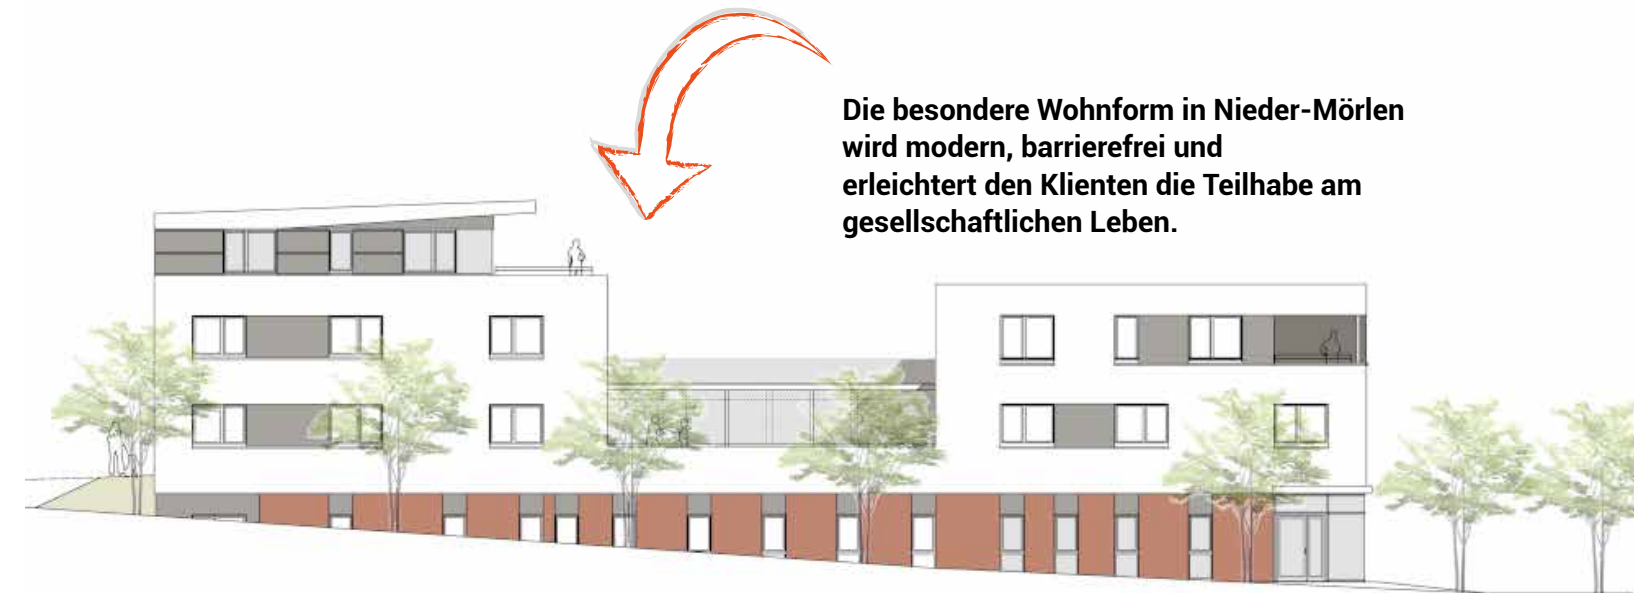 Die besondere Wohnform in Nieder-Mörlen
wird modern, barrierefrei und
erleichtert den Klienten die Teilhabe am
gesellschaftlichen Leben.